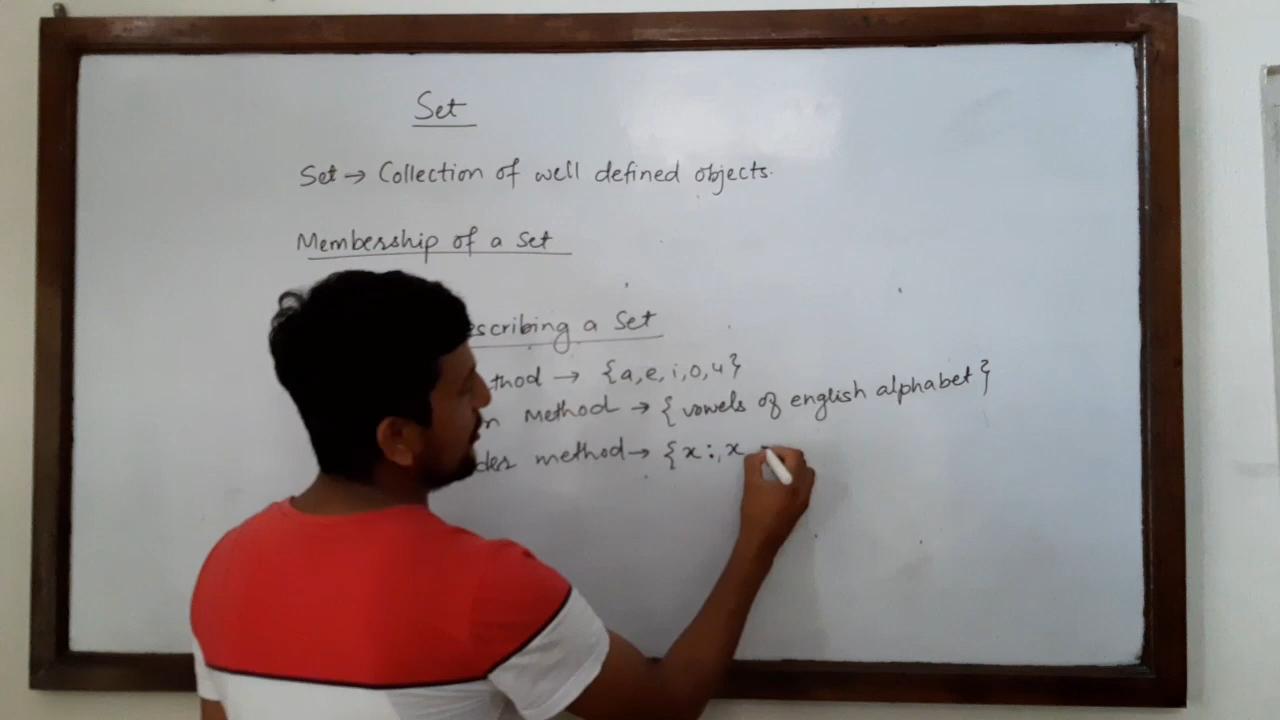 Set
Set → Collection of well defined objects.
Membership of a Set
escribing a Set
thod → {a, e, i, o, u}
n Method → { vowels of english alphabet }
der method → { x : x